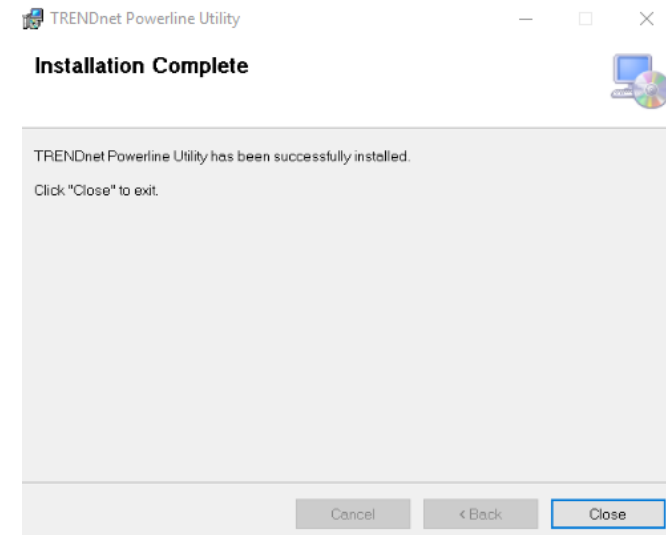 TRENDnet Powerline Utility
Installation Complete
TRENDnet Powerline Utility has been successfully installed.
Click "Close" to exit.
Cancel
< Back
Close